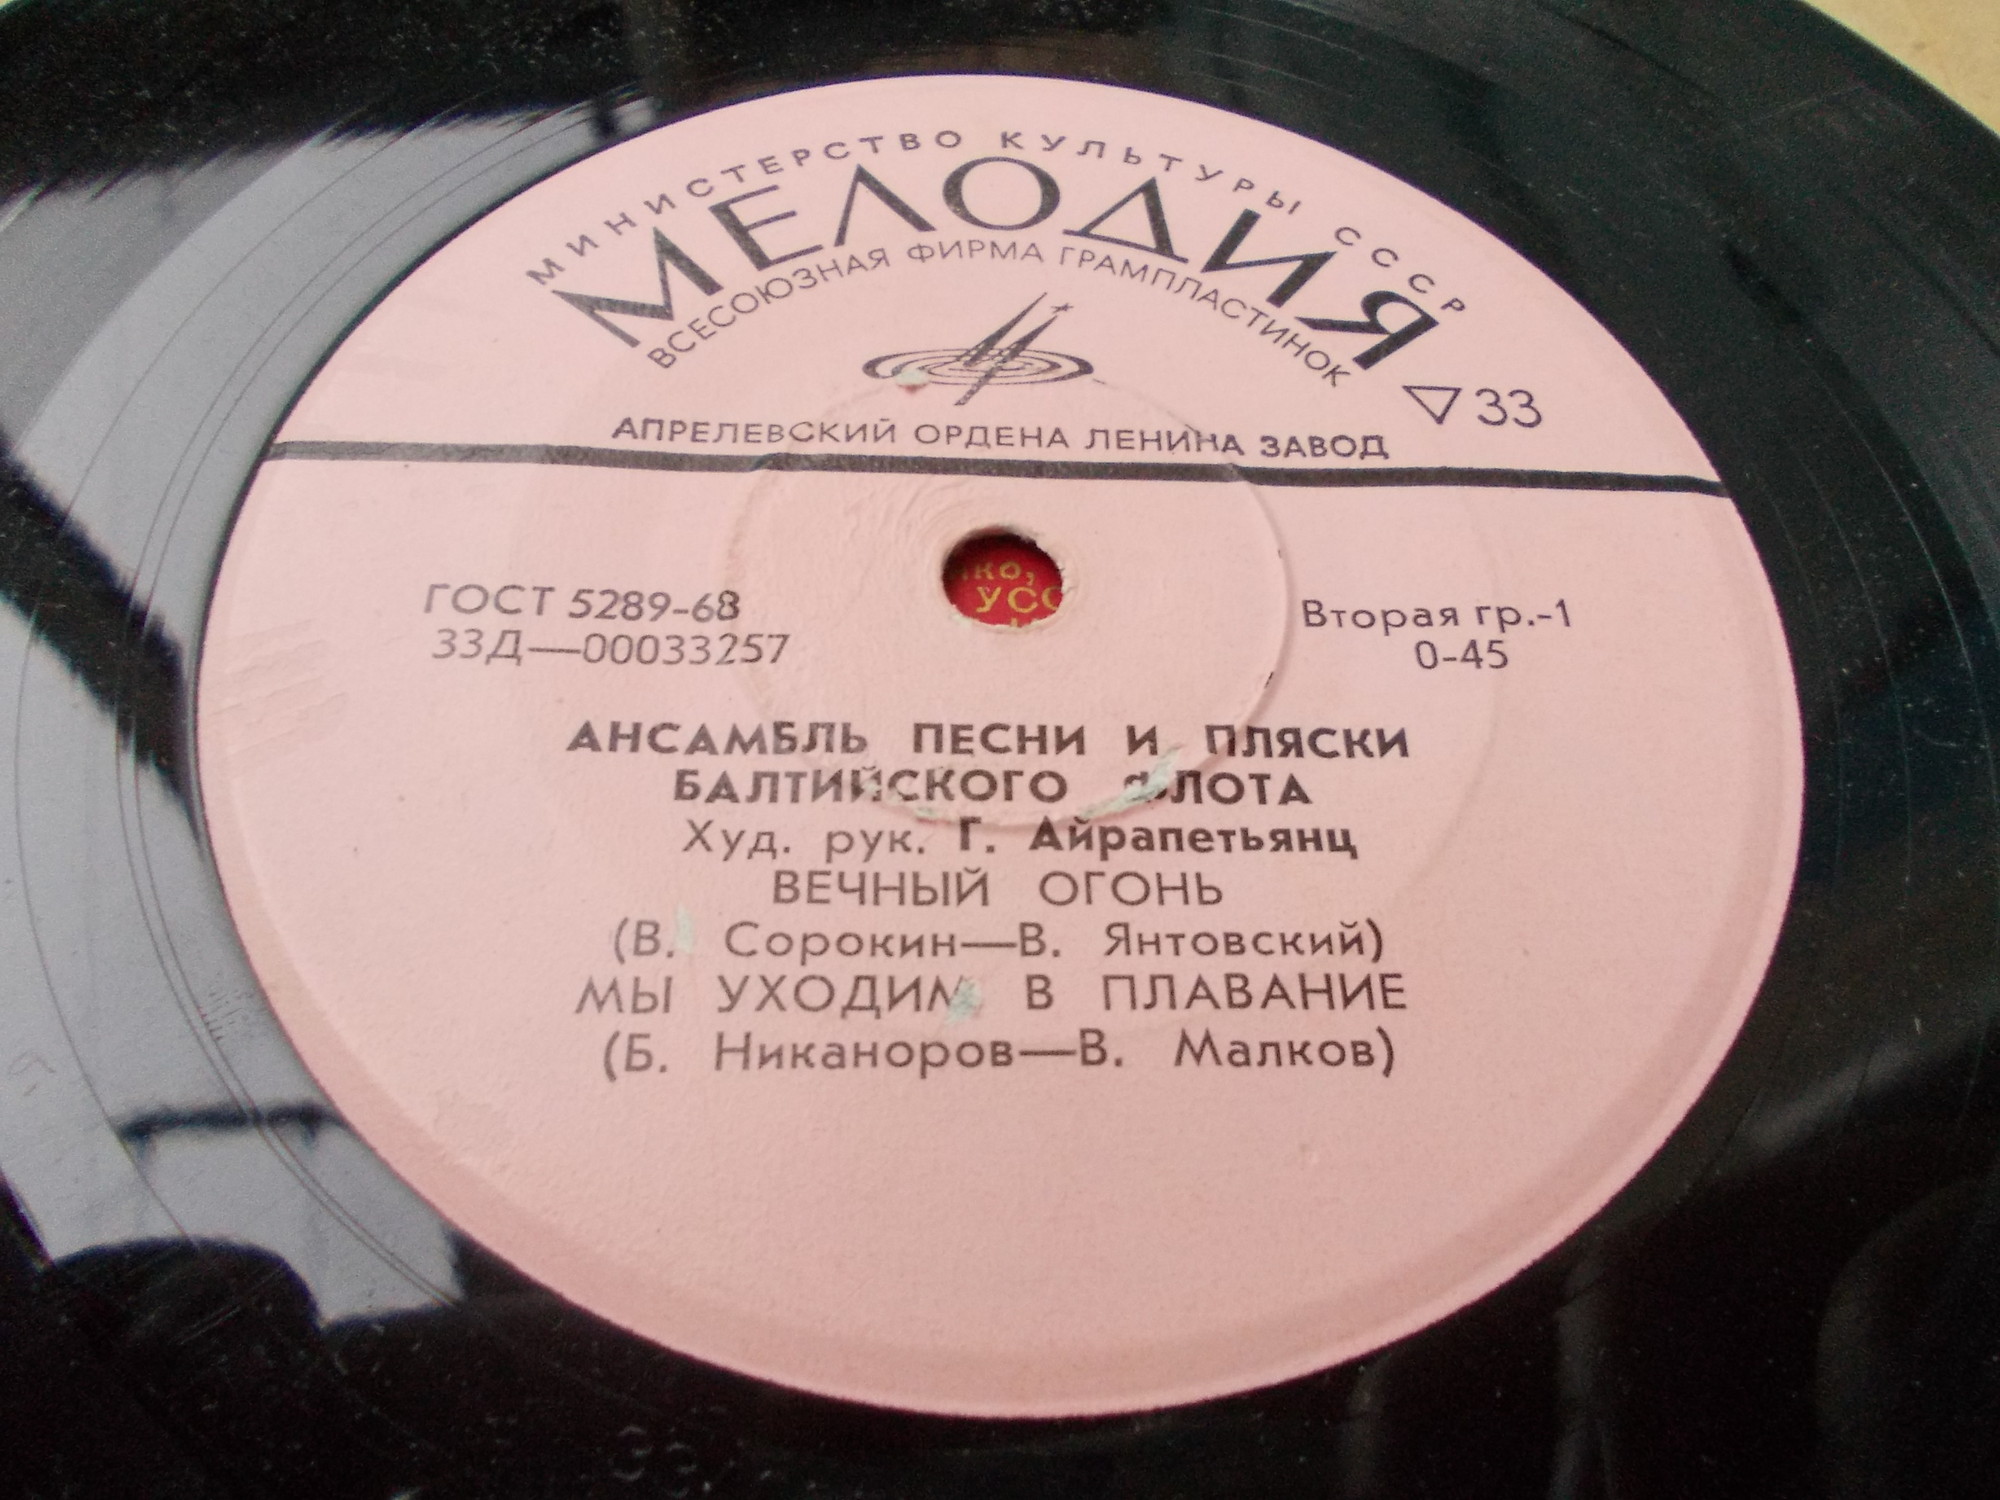 МИНИСТЕРСТВО КУЛЬТУРЫ СССР
МЕЛОДИЯ
ВСЕСОЮЗНАЯ ФИРМА ГРАМПЛАСТИНОК
33
АПРЕЛЕВСКИЙ ОРДЕНА ЛЕНИНА ЗАВОД
ГОСТ 5289-68
33Д—00033257
Вторая гр.-1
0-45
АНСАМБЛЬ ПЕСНИ И ПЛЯСКИ
БАЛТИЙСКОГО ФЛОТА
Худ. рук. Г. Айрапетьянц
ВЕЧНЫЙ ОГОНЬ
(В. Сорокин—В. Янтовский)
МЫ УХОДИМ В ПЛАВАНИЕ
(Б. Никаноров—В. Малков)